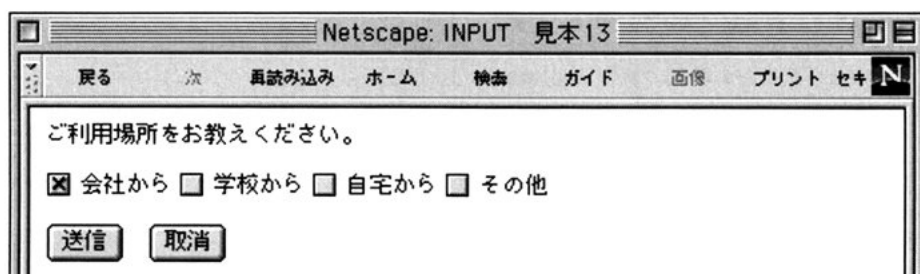 Netscape: INPUT 見本13
戻る 次 再読み込み ホーム 検索 ガイド 画像 プリント セキ N
ご利用場所をお教えください。
会社から 学校から 自宅から その他
送信 取消